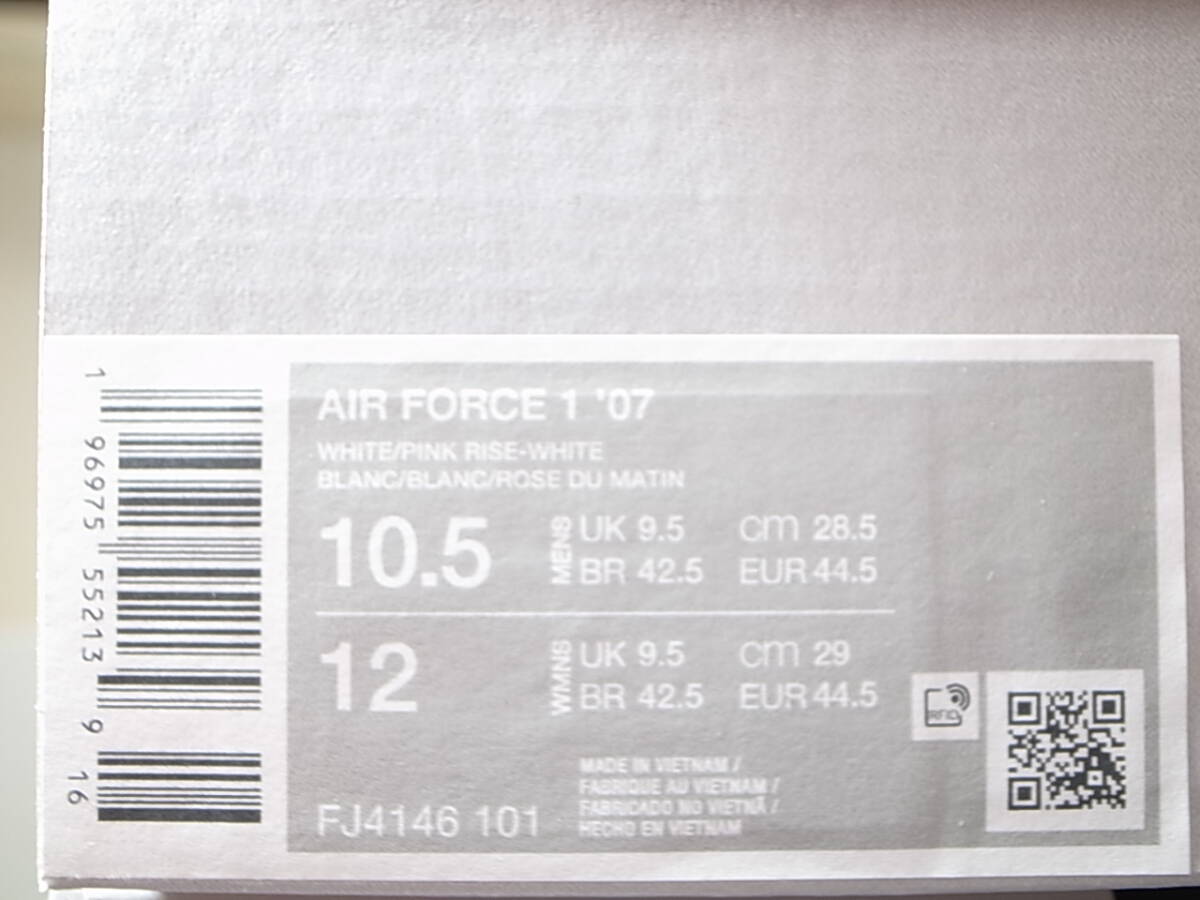 1 96975 55213 9 16
AIR FORCE 1 '07
WHITE/PINK RISE-WHITE
BLANC/BLANC/ROSE DU MATIN
10.5 MENS UK 9.5 cm 28.5
BR 42.5 EUR 44.5
12 WMNS UK 9.5 cm 29
BR 42.5 EUR 44.5
RFID
FJ4146 101
MADE IN VIETNAM /
FABRIQUE AU VIETNAM /
FABRICADO NO VIETNÃ /
HECHO EN VIETNAM